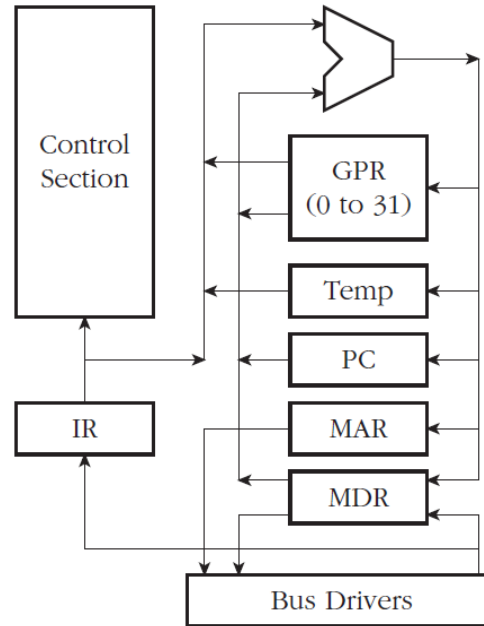 Control
Section
GPR
(0 to 31)
Temp
PC
IR
MAR
MDR
Bus Drivers